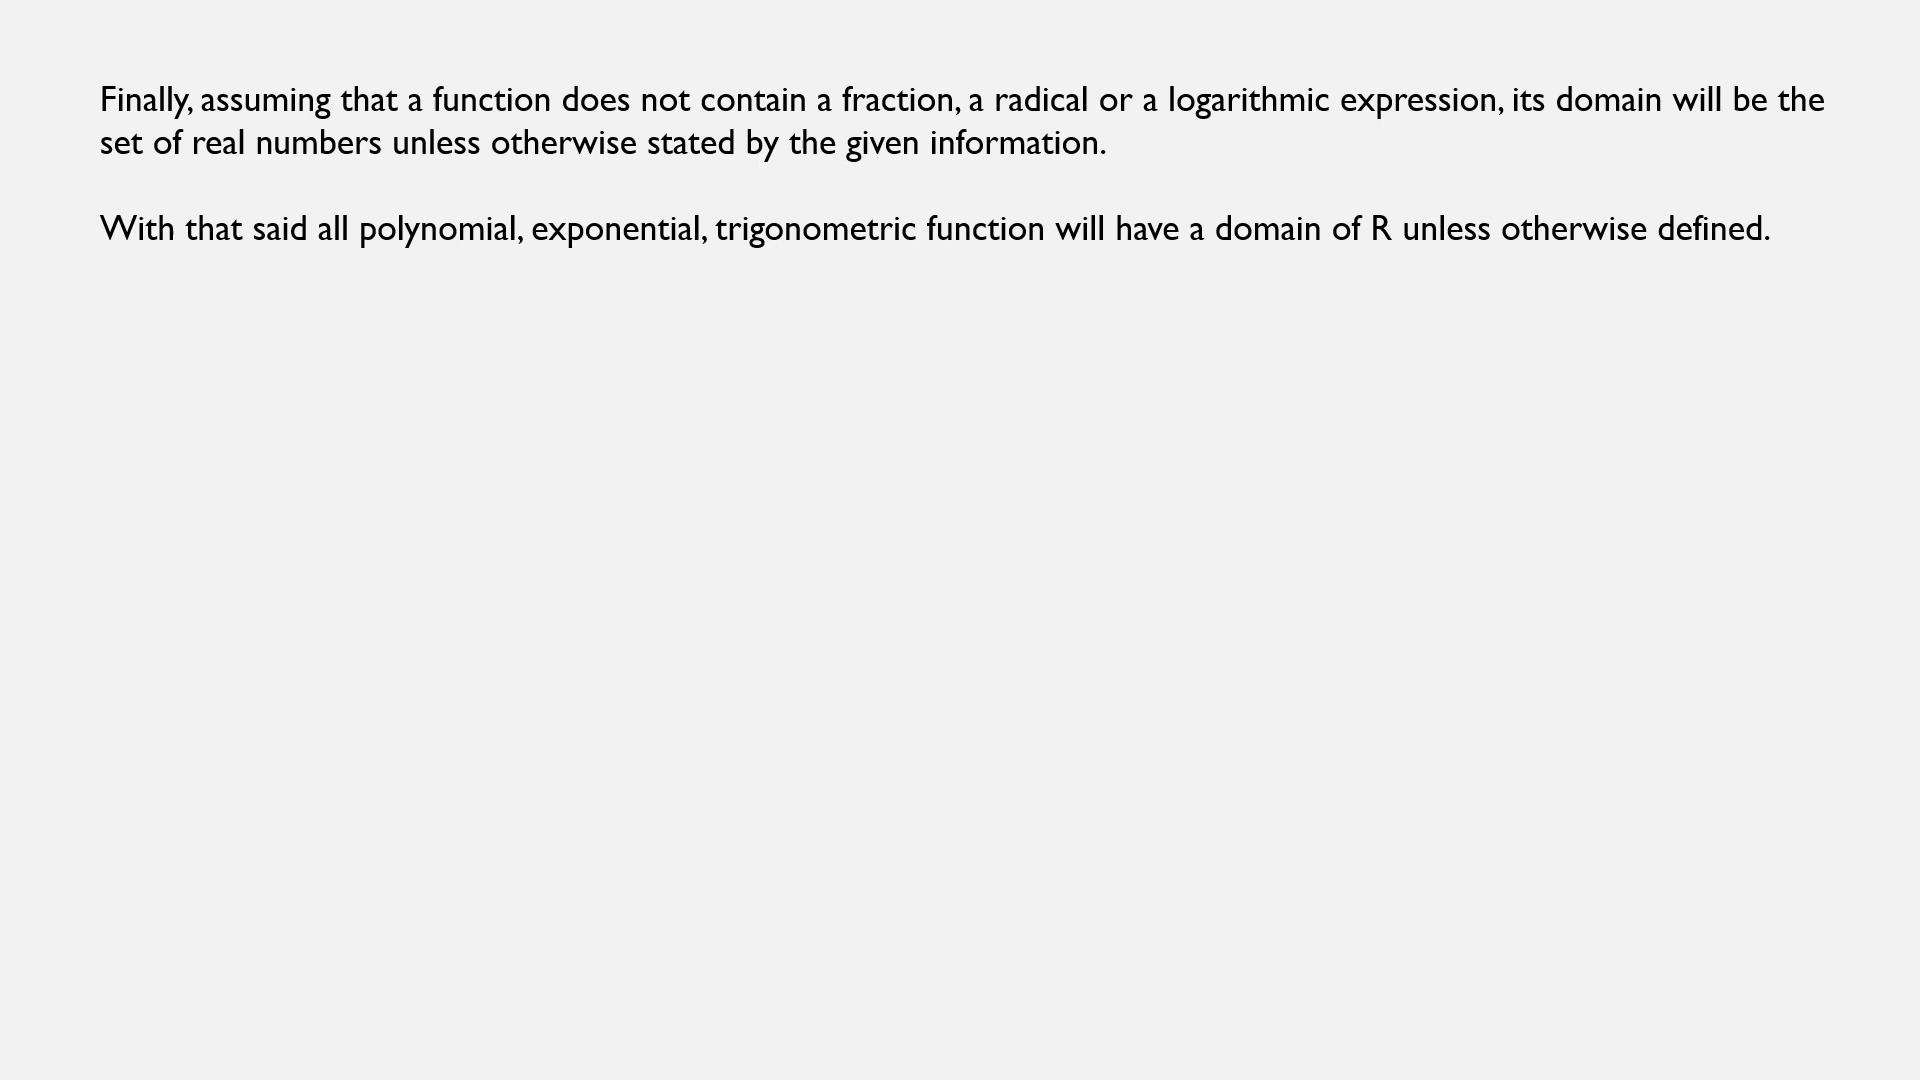 Finally, assuming that a function does not contain a fraction, a radical or a logarithmic expression, its domain will be the
set of real numbers unless otherwise stated by the given information.
With that said all polynomial, exponential, trigonometric function will have a domain of R unless otherwise defined.